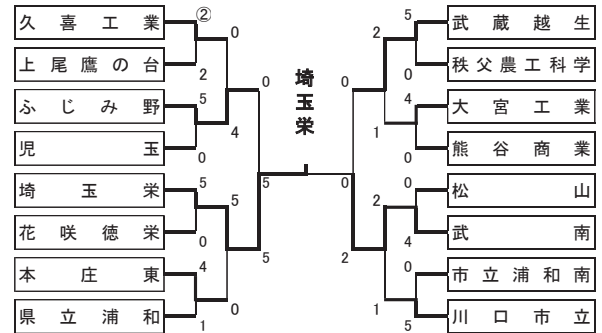 久喜工業
②
0
上尾鷹の台
2
0
ふじみ野
5
4
児玉
0
埼玉栄
5
5
5
花咲徳栄
0
5
本庄東
4
0
県立浦和
1
埼玉栄
武蔵越生
5
2
秩父農工科学
0
0
大宮工業
4
1
熊谷商業
0
松山
0
2
0
武南
4
2
市立浦和南
0
1
川口市立
5